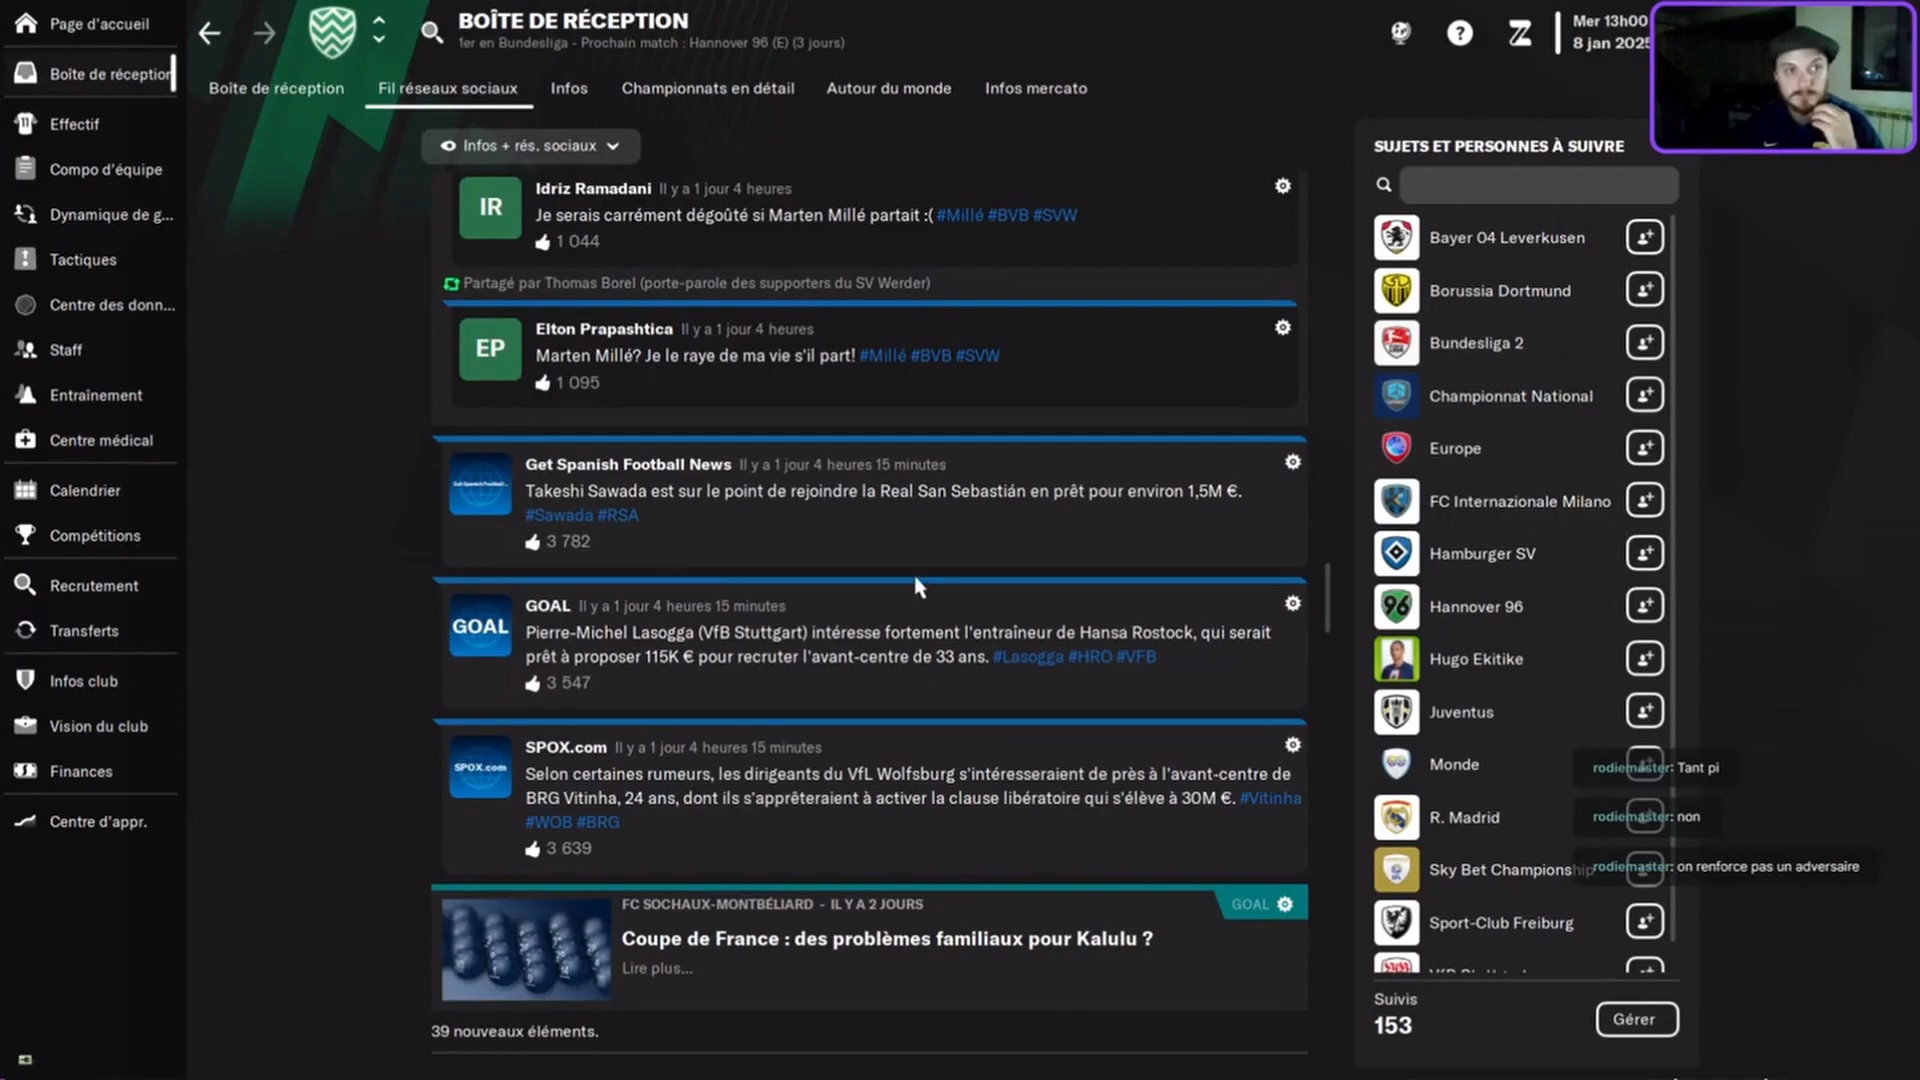 Page d'accueil
Boîte de réception
Effectif
Compo d'équipe
Dynamique de g...
Tactiques
Centre des donn...
Staff
Entraînement
Centre médical
Calendrier
Compétitions
Recrutement
Transferts
Infos club
Vision du club
Finances
Centre d'appr.
BOÎTE DE RÉCEPTION
1er en Bundesliga - Prochain match : Hannover 96 (E) (3 jours)
Mer 13h00
8 jan 2025
Boîte de réception
Fil réseaux sociaux
Infos
Championnats en détail
Autour du monde
Infos mercato
Infos + rés. sociaux
IR
Idriz Ramadani Il y a 1 jour 4 heures
Je serais carrément dégoûté si Marten Millé partait :( #Millé #BVB #SVW
1 044
Partagé par Thomas Borel (porte-parole des supporters du SV Werder)
EP
Elton Prapashtica Il y a 1 jour 4 heures
Marten Millé? Je le raye de ma vie s'il part! #Millé #BVB #SVW
1 095
Get Spanish Football News Il y a 1 jour 4 heures 15 minutes
Takeshi Sawada est sur le point de rejoindre la Real San Sebastián en prêt pour environ 1,5M €.
#Sawada #RSA
3 782
GOAL
GOAL Il y a 1 jour 4 heures 15 minutes
Pierre-Michel Lasogga (VfB Stuttgart) intéresse fortement l'entraîneur de Hansa Rostock, qui serait
prêt à proposer 115K € pour recruter l'avant-centre de 33 ans. #Lasogga #HRO #VFB
3 547
SPOX.com
SPOX.com Il y a 1 jour 4 heures 15 minutes
Selon certaines rumeurs, les dirigeants du VfL Wolfsburg s'intéresseraient de près à l'avant-centre de
BRG Vitinha, 24 ans, dont ils s'apprêteraient à activer la clause libératoire qui s'élève à 30M €. #Vitinha
#WOB #BRG
3 639
FC SOCHAUX-MONTBÉLIARD - IL Y A 2 JOURS
GOAL
Coupe de France : des problèmes familiaux pour Kalulu ?
Lire plus...
39 nouveaux éléments.
SUJETS ET PERSONNES À SUIVRE
Bayer 04 Leverkusen
Borussia Dortmund
Bundesliga 2
Championnat National
Europe
FC Internazionale Milano
Hamburger SV
96
Hannover 96
Hugo Ekitike
Juventus
Monde
R. Madrid
Sky Bet Championship
Sport-Club Freiburg
rodiemaster: Tant pi
rodiemaster: non
rodiemaster: on renforce pas un adversaire
Suivis
153
Gérer